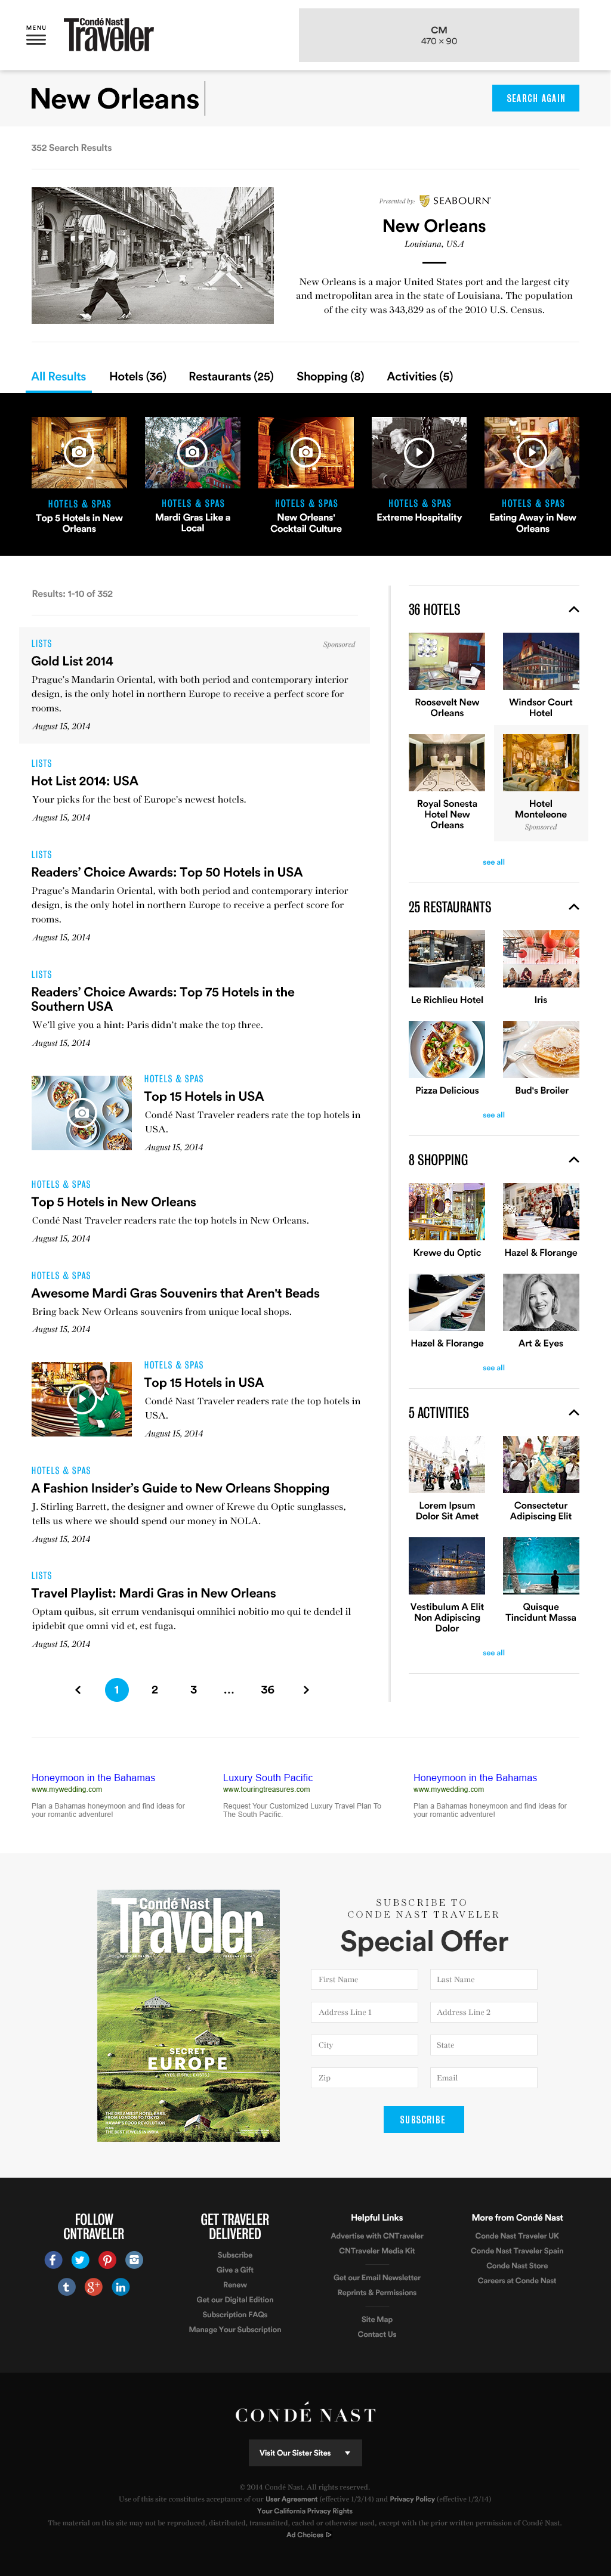 MENU
Condé Nast
Traveler
CM
470 × 90
New Orleans
SEARCH AGAIN
352 Search Results
Presented by: SEABOURN®
New Orleans
Louisiana, USA
New Orleans is a major United States port and the largest city
and metropolitan area in the state of Louisiana. The population
of the city was 343,829 as of the 2010 U.S. Census.
All Results Hotels (36) Restaurants (25) Shopping (8) Activities (5)
HOTELS & SPAS
Top 5 Hotels in New
Orleans
HOTELS & SPAS
Mardi Gras Like a
Local
HOTELS & SPAS
New Orleans'
Cocktail Culture
HOTELS & SPAS
Extreme Hospitality
HOTELS & SPAS
Eating Away in New
Orleans
Results: 1-10 of 352
LISTS
Sponsored
Gold List 2014
Prague's Mandarin Oriental, with both period and contemporary interior
design, is the only hotel in northern Europe to receive a perfect score for
rooms.
August 15, 2014
LISTS
Hot List 2014: USA
Your picks for the best of Europe's newest hotels.
August 15, 2014
LISTS
Readers' Choice Awards: Top 50 Hotels in USA
Prague's Mandarin Oriental, with both period and contemporary interior
design, is the only hotel in northern Europe to receive a perfect score for
rooms.
August 15, 2014
LISTS
Readers' Choice Awards: Top 75 Hotels in the
Southern USA
We'll give you a hint: Paris didn't make the top three.
August 15, 2014
HOTELS & SPAS
Top 15 Hotels in USA
Condé Nast Traveler readers rate the top hotels in
USA.
August 15, 2014
HOTELS & SPAS
Top 5 Hotels in New Orleans
Condé Nast Traveler readers rate the top hotels in New Orleans.
August 15, 2014
HOTELS & SPAS
Awesome Mardi Gras Souvenirs that Aren't Beads
Bring back New Orleans souvenirs from unique local shops.
August 15, 2014
HOTELS & SPAS
Top 15 Hotels in USA
Condé Nast Traveler readers rate the top hotels in
USA.
August 15, 2014
HOTELS & SPAS
A Fashion Insider's Guide to New Orleans Shopping
J. Stirling Barrett, the designer and owner of Krewe du Optic sunglasses,
tells us where we should spend our money in NOLA.
August 15, 2014
LISTS
Travel Playlist: Mardi Gras in New Orleans
Optam quibus, sit errum vendanisqui omnihici nobitio mo qui te dendel il
ipidebit que omni vid et, est fuga.
August 15, 2014
1 2 3 ... 36
36 HOTELS
Roosevelt New
Orleans
Windsor Court
Hotel
Royal Sonesta
Hotel New
Orleans
Hotel
Monteleone
Sponsored
see all
25 RESTAURANTS
Le Richlieu Hotel
Iris
Pizza Delicious
Bud's Broiler
see all
8 SHOPPING
Krewe du Optic
Hazel & Florange
Hazel & Florange
Art & Eyes
see all
5 ACTIVITIES
Lorem Ipsum
Dolor Sit Amet
Consectetur
Adipiscing Elit
Vestibulum A Elit
Non Adipiscing
Dolor
Quisque
Tincidunt Massa
see all
Honeymoon in the Bahamas
www.mywedding.com
Plan a Bahamas honeymoon and find ideas for
your romantic adventure!
Luxury South Pacific
www.touringtreasures.com
Request Your Customized Luxury Travel Plan To
The South Pacific.
Honeymoon in the Bahamas
www.mywedding.com
Plan a Bahamas honeymoon and find ideas for
your romantic adventure!
Condé Nast
Traveler
SECRET
EUROPE
SUBSCRIBE TO
CONDE NAST TRAVELER
Special Offer
First Name
Last Name
Address Line 1
Address Line 2
City
State
Zip
Email
SUBSCRIBE
FOLLOW
CNTRAVELER
GET TRAVELER
DELIVERED
Subscribe
Give a Gift
Renew
Get our Digital Edition
Subscription FAQs
Manage Your Subscription
Helpful Links
Advertise with CNTraveler
CNTraveler Media Kit
Get our Email Newsletter
Reprints & Permissions
Site Map
Contact Us
More from Condé Nast
Conde Nast Traveler UK
Conde Nast Traveler Spain
Conde Nast Store
Careers at Conde Nast
CONDÉ NAST
Visit Our Sister Sites
© 2014 Condé Nast. All rights reserved.
Use of this site constitutes acceptance of our User Agreement (effective 1/2/14) and Privacy Policy (effective 1/2/14)
Your California Privacy Rights
The material on this site may not be reproduced, distributed, transmitted, cached or otherwise used, except with the prior written permission of Condé Nast.
Ad Choices